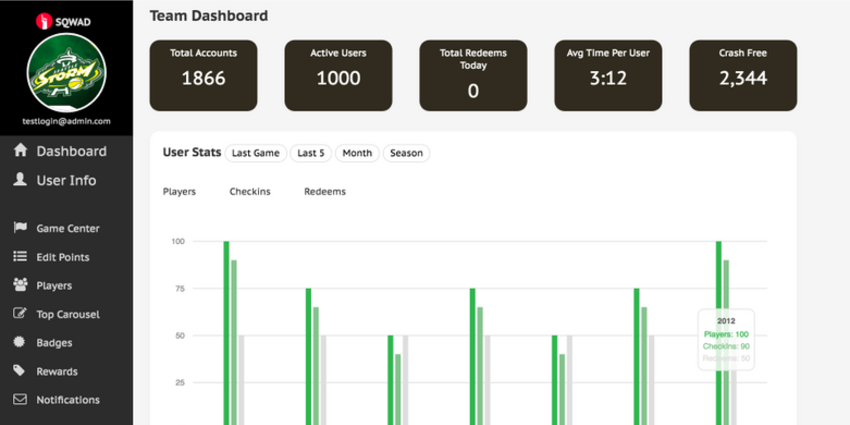 SQWAD
STORM
testlogin@admin.com
Dashboard
User Info
Game Center
Edit Points
Players
Top Carousel
Badges
Rewards
Notifications
Team Dashboard
Total Accounts
1866
Active Users
1000
Total Redeems
Today
0
Avg Time Per User
3:12
Crash Free
2,344
User Stats Last Game Last 5 Month Season
Players Checkins Redeems
100
75
50
25
2012
Players: 100
Checkins: 90
Redeems: 50